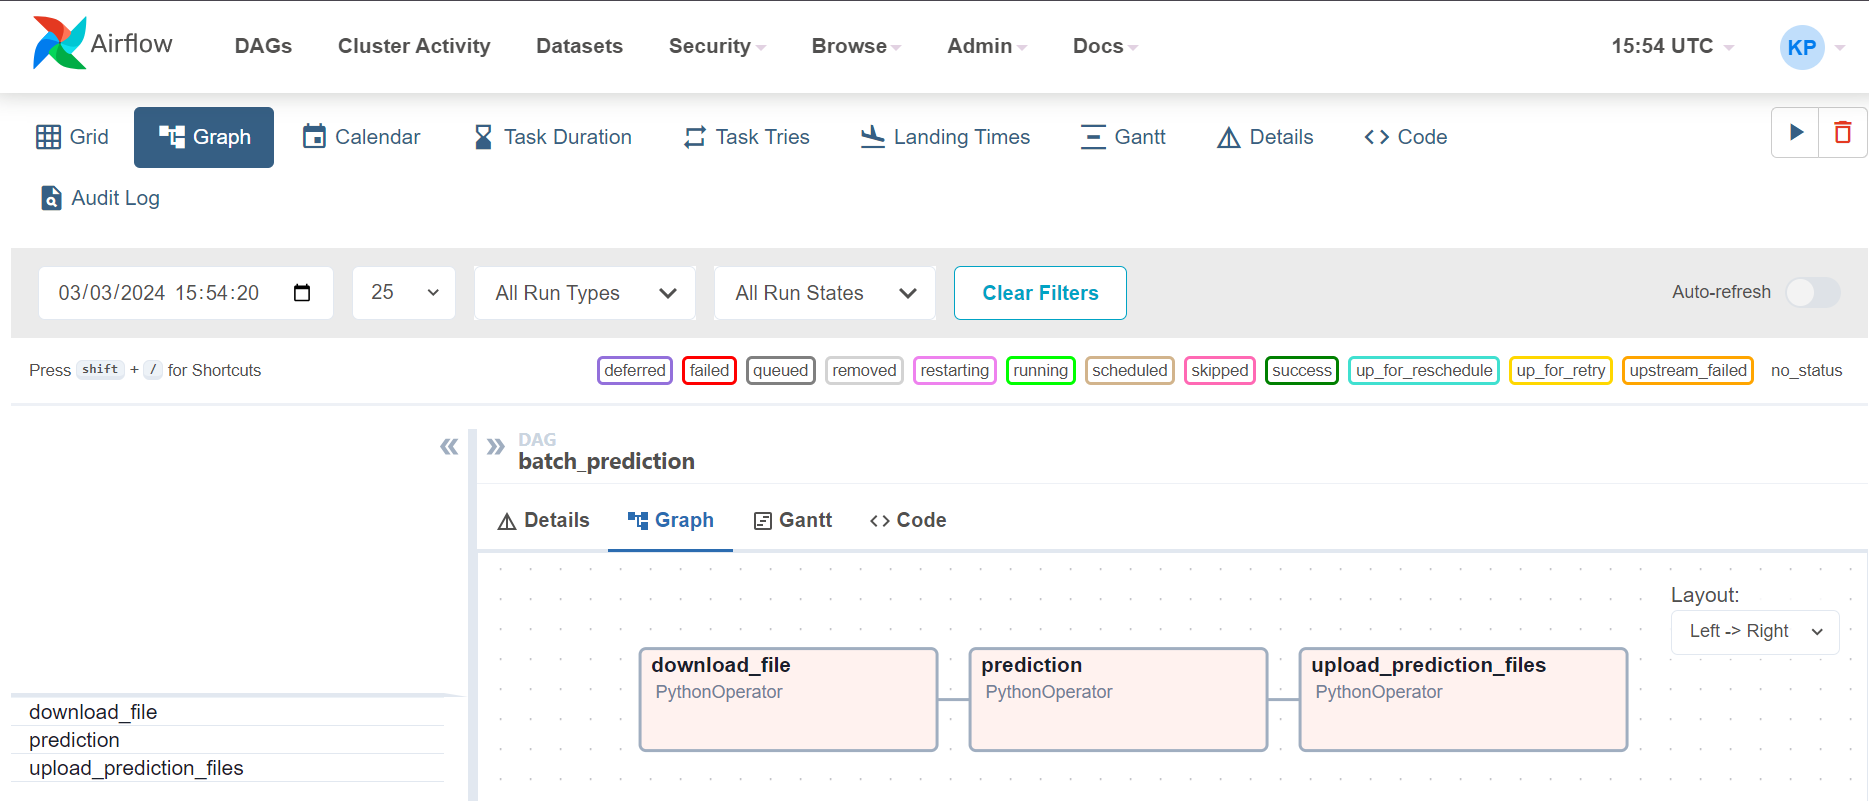 Airflow DAGs Cluster Activity Datasets Security Browse Admin Docs 15:54 UTC KP
Grid Graph Calendar Task Duration Task Tries Landing Times Gantt Details Code
Audit Log
03/03/2024 15:54:20 25 All Run Types All Run States Clear Filters Auto-refresh
Press shift + / for Shortcuts deferred failed queued removed restarting running scheduled skipped success up_for_reschedule up_for_retry upstream_failed no_status
DAG
batch_prediction
Details Graph Gantt Code
Layout:
Left -> Right
download_file prediction upload_prediction_files
PythonOperator PythonOperator PythonOperator
download_file
prediction
upload_prediction_files